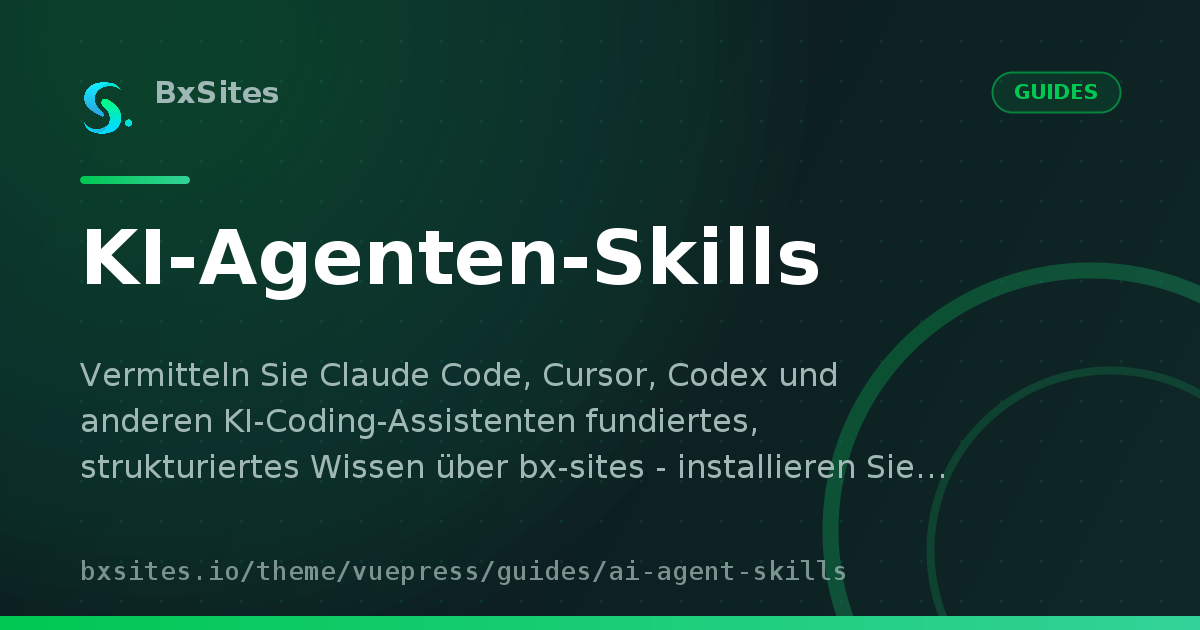 BxSites
GUIDES
KI-Agenten-Skills
Vermitteln Sie Claude Code, Cursor, Codex und
anderen KI-Coding-Assistenten fundiertes,
strukturiertes Wissen über bx-sites - installieren Sie...
bxsites.io/theme/vuepress/guides/ai-agent-skills